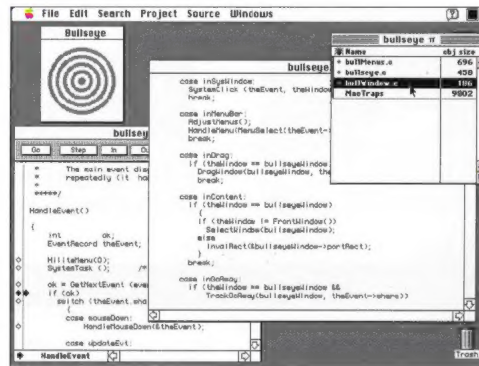 File Edit Search Project Source Windows
Bullseye
bullseye π
Name obj size
bullMenus.c 696
bullseye.c 458
bullWindow.c 186
MacTraps 9802
bullseye.
case inSysWindow:
SystemClick (theEvent, theWindow
break;
case inMenuBar:
AdjustMenus();
HandleMenu(MenuSelect(theEvent->
break;
case inDrag:
if (theWindow == bullseyeWindow
DragWindow(bullseyeWindow, the
break;
case inContent:
if (theWindow == bullseyeWindow)
{
if (theWindow != FrontWindow())
SelectWindow(bullseyeWindow);
else
InvalRect(&bullseyeWindow->portRect);
}
break;
case inGoAway:
if (theWindow == bullseyeWindow &&
TrackGoAway(bullseyeWindow, theEvent->where))
bullsey
Go Step In Ou
* The main event dis
* repeatedly (it ha
*
*****/
HandleEvent()
{
int ok;
EventRecord theEvent;
HiliteMenu(0);
SystemTask (); /*
ok = GetNextEvent (eve
if (ok)
switch (theEvent.wha
{
case mouseDown:
HandleMouseDown(&theEvent);
case updateEvt:
HandleEvent
Trash